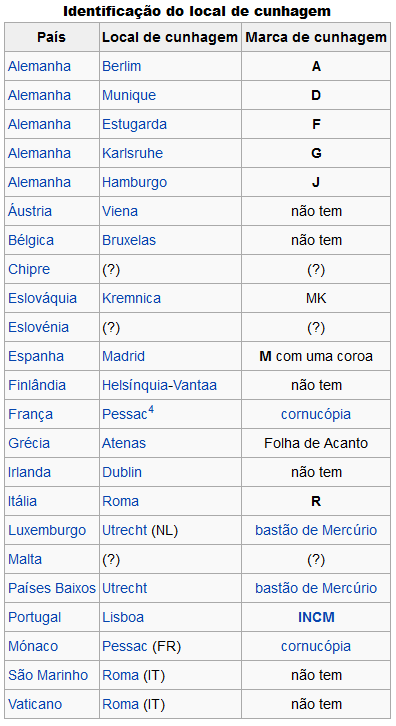 Identificação do local de cunhagem
País Local de cunhagem Marca de cunhagem
Alemanha Berlim A
Alemanha Munique D
Alemanha Estugarda F
Alemanha Karlsruhe G
Alemanha Hamburgo J
Áustria Viena não tem
Bélgica Bruxelas não tem
Chipre (?) (?)
Eslováquia Kremnica MK
Eslovénia (?) (?)
Espanha Madrid M com uma coroa
Finlândia Helsínquia-Vantaa não tem
França Pessac4 cornucópia
Grécia Atenas Folha de Acanto
Irlanda Dublin não tem
Itália Roma R
Luxemburgo Utrecht (NL) bastão de Mercúrio
Malta (?) (?)
Países Baixos Utrecht bastão de Mercúrio
Portugal Lisboa INCM
Mónaco Pessac (FR) cornucópia
São Marinho Roma (IT) não tem
Vaticano Roma (IT) não tem